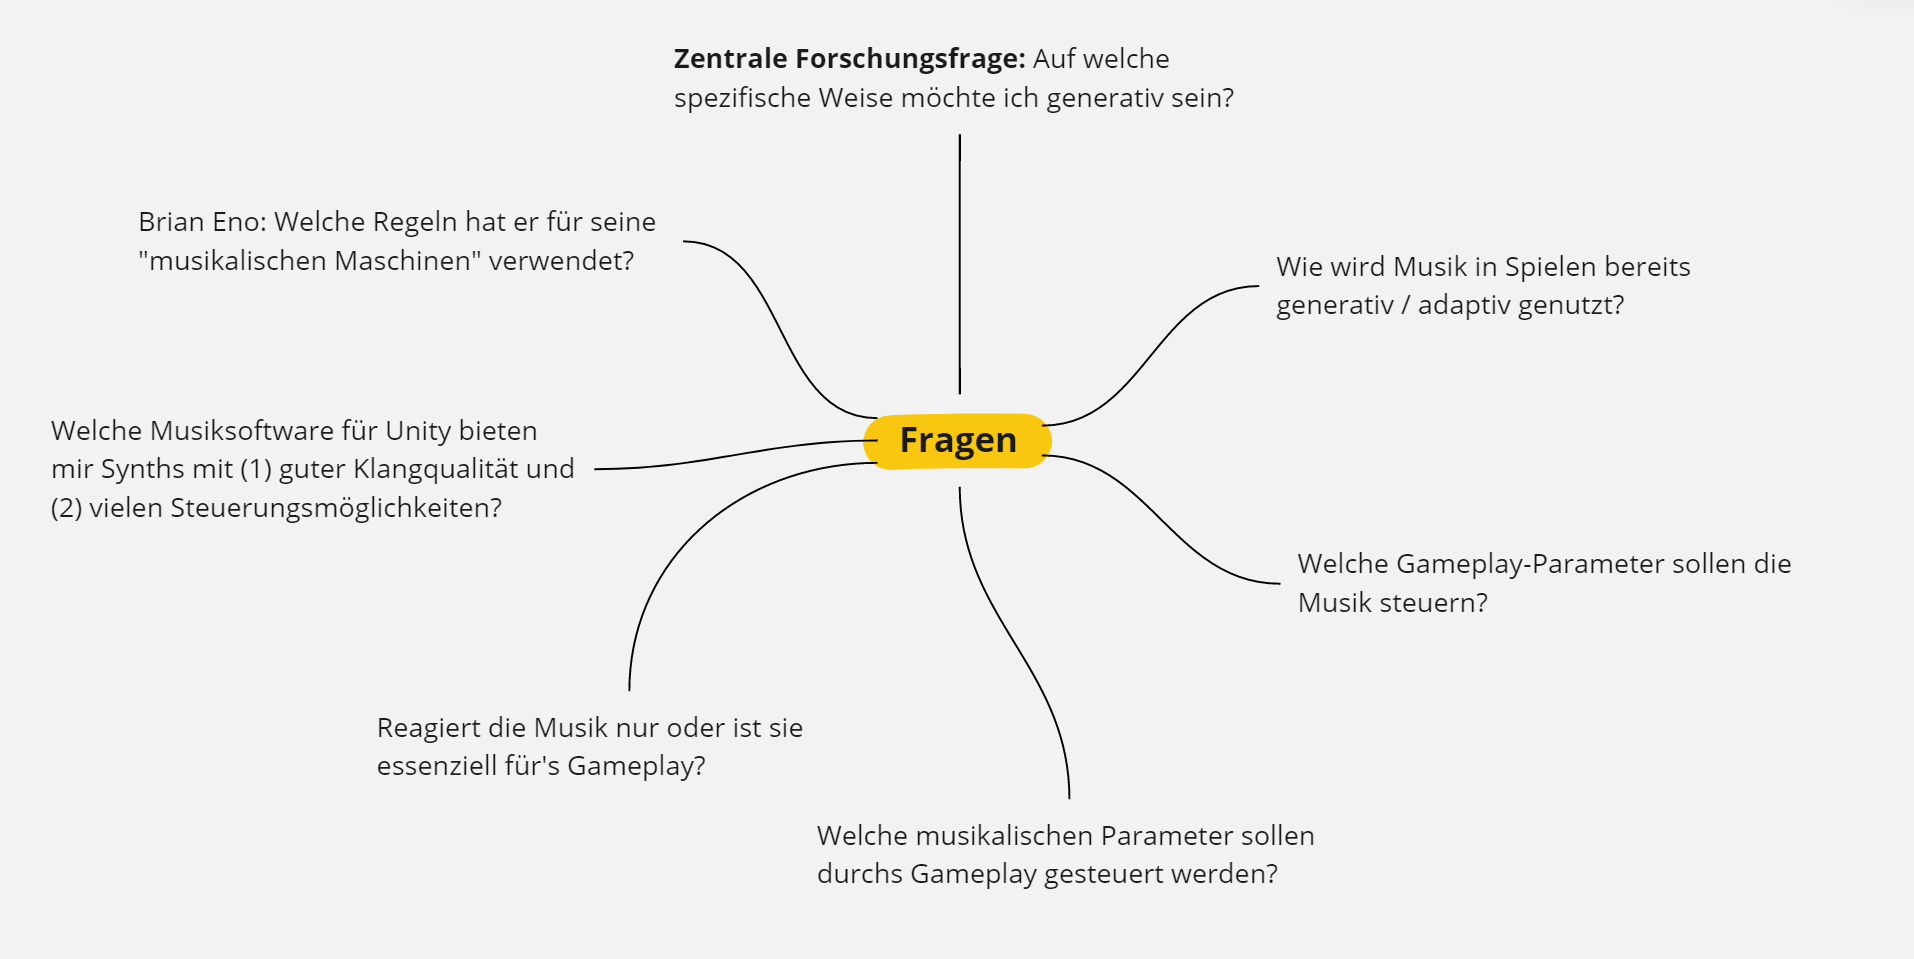 Zentrale Forschungsfrage: Auf welche
spezifische Weise möchte ich generativ sein?
Brian Eno: Welche Regeln hat er für seine
"musikalischen Maschinen" verwendet?
Wie wird Musik in Spielen bereits
generativ / adaptiv genutzt?
Welche Musiksoftware für Unity bieten
mir Synths mit (1) guter Klangqualität und
(2) vielen Steuerungsmöglichkeiten?
Fragen
Welche Gameplay-Parameter sollen die
Musik steuern?
Reagiert die Musik nur oder ist sie
essenziell für's Gameplay?
Welche musikalischen Parameter sollen
durchs Gameplay gesteuert werden?